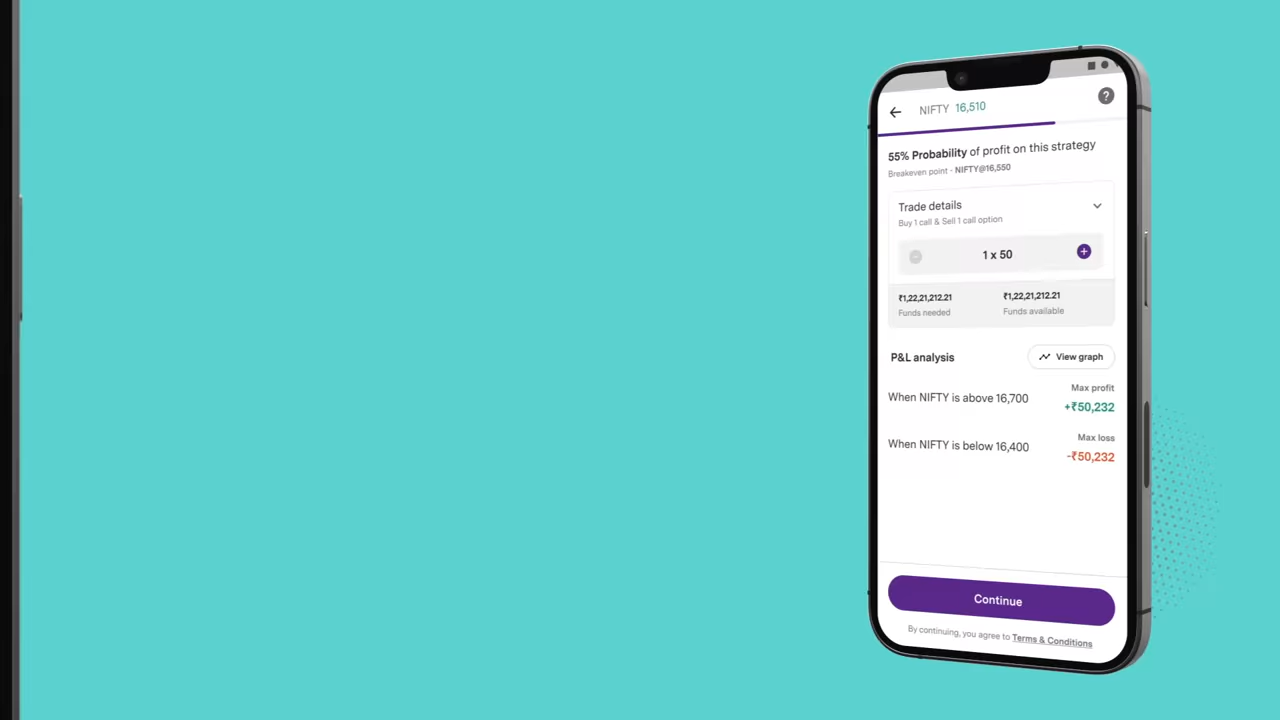 NIFTY 16,510
?
55% Probability of profit on this strategy
Breakeven point - NIFTY@16,550
Trade details
Buy 1 call & Sell 1 call option
1 x 50
₹1,22,21,212.21 ₹1,22,21,212.21
Funds needed Funds available
P&L analysis View graph
Max profit
When NIFTY is above 16,700 +₹50,232
Max loss
When NIFTY is below 16,400 -₹50,232
Continue
By continuing, you agree to Terms & Conditions